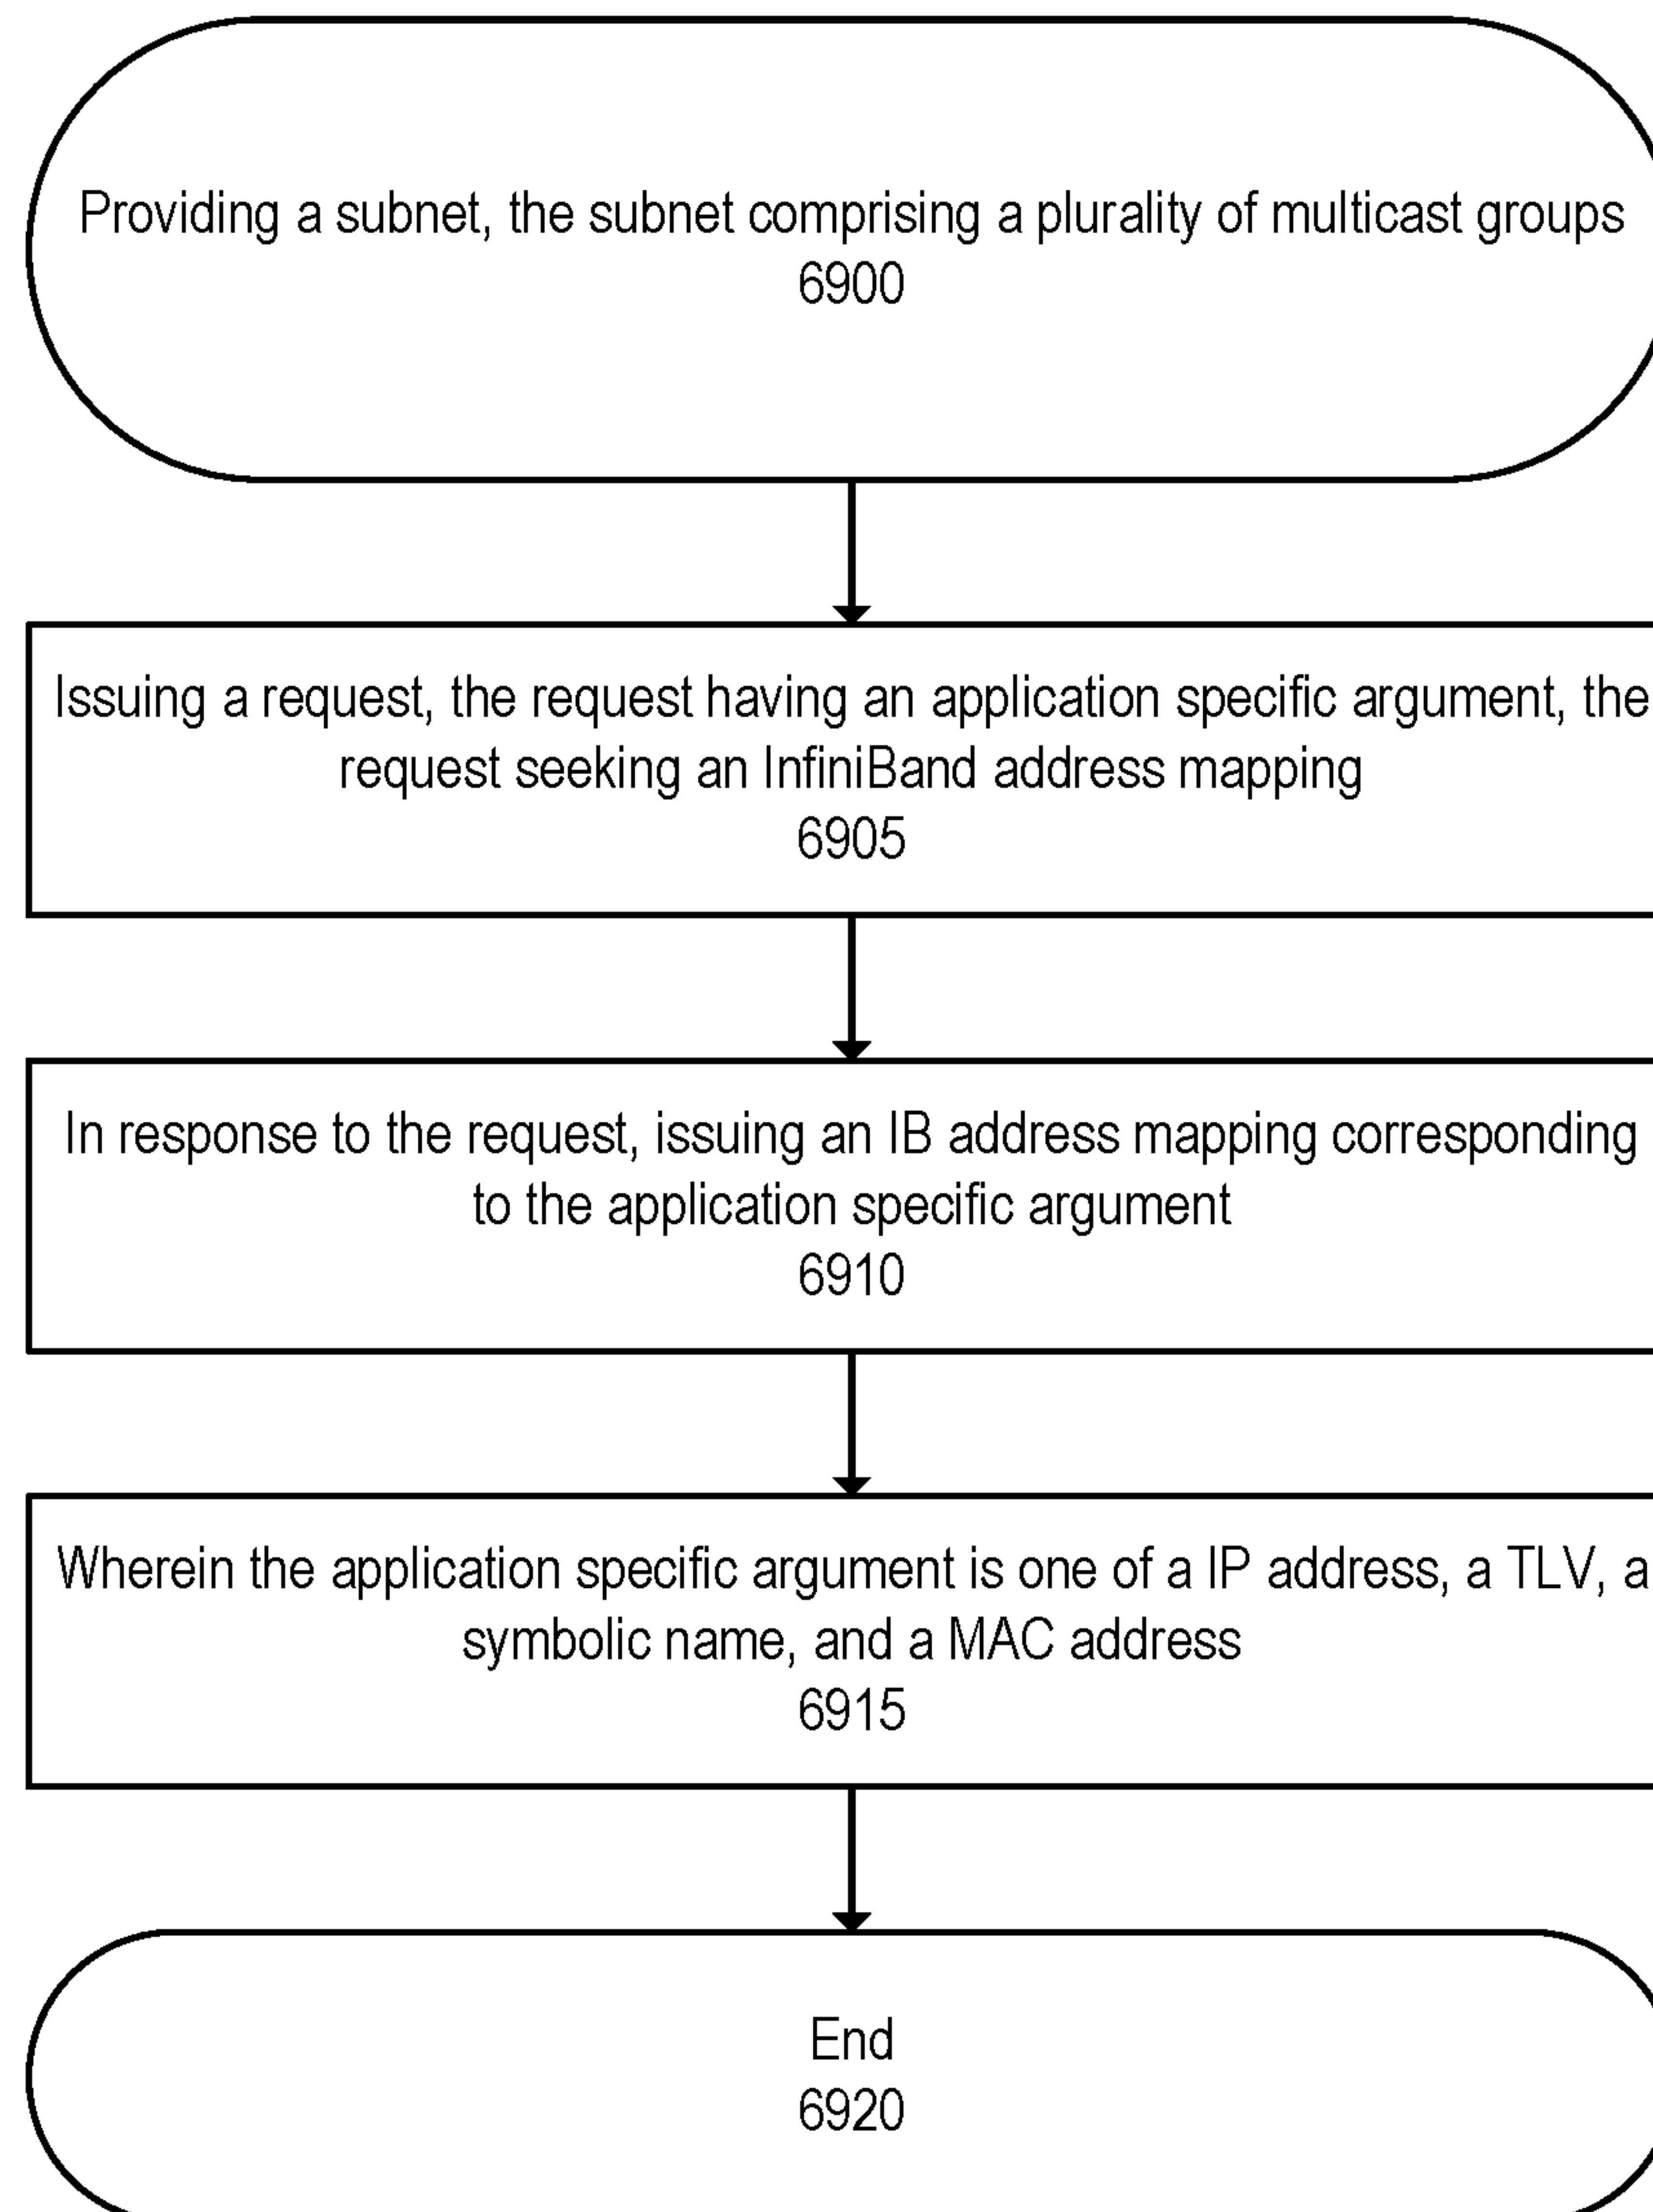 Providing a subnet, the subnet comprising a plurality of multicast groups
6900
Issuing a request, the request having an application specific argument, the
request seeking an InfiniBand address mapping
6905
In response to the request, issuing an IB address mapping corresponding
to the application specific argument
6910
Wherein the application specific argument is one of a IP address, a TLV, a
symbolic name, and a MAC address
6915
End
6920